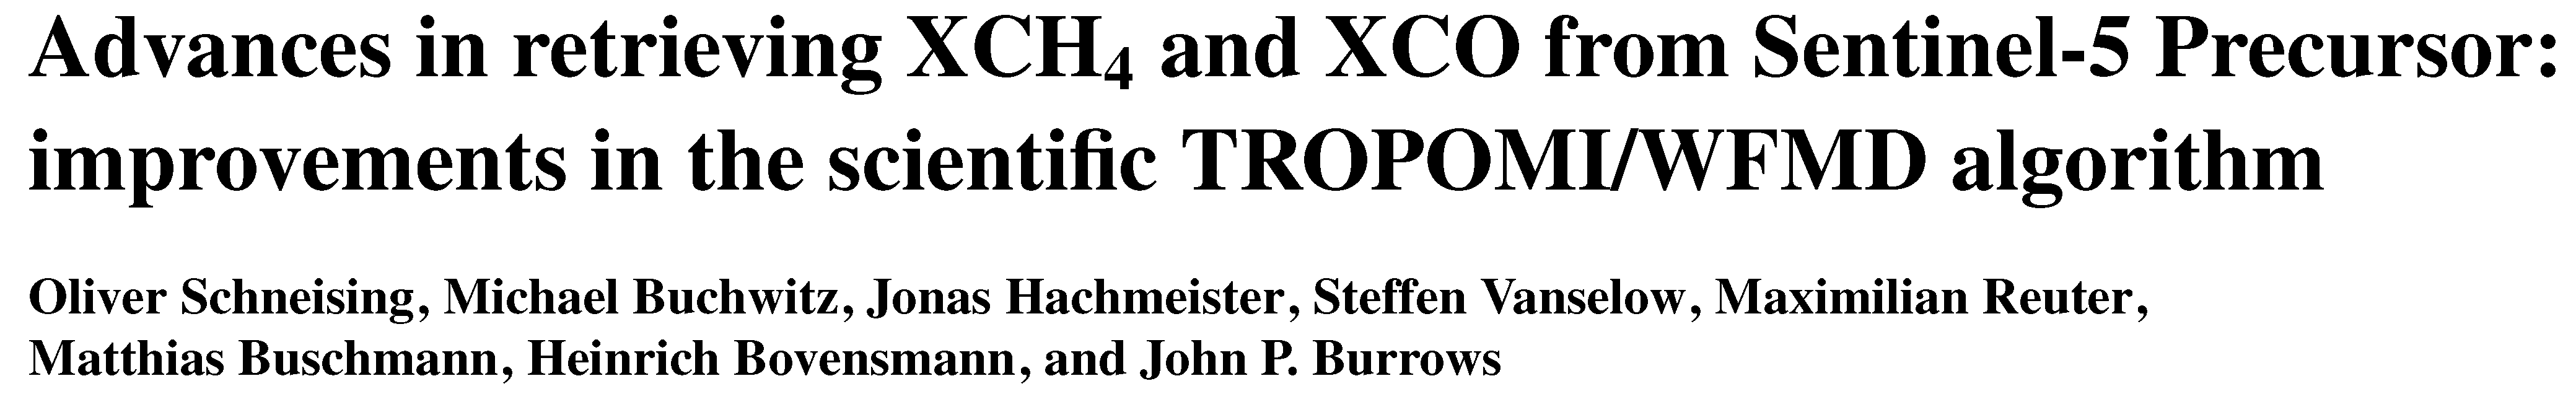 Advances in retrieving XCH₄ and XCO from Sentinel-5 Precursor:
improvements in the scientific TROPOMI/WFMD algorithm
Oliver Schneising, Michael Buchwitz, Jonas Hachmeister, Steffen Vanselow, Maximilian Reuter,
Matthias Buschmann, Heinrich Bovensmann, and John P. Burrows